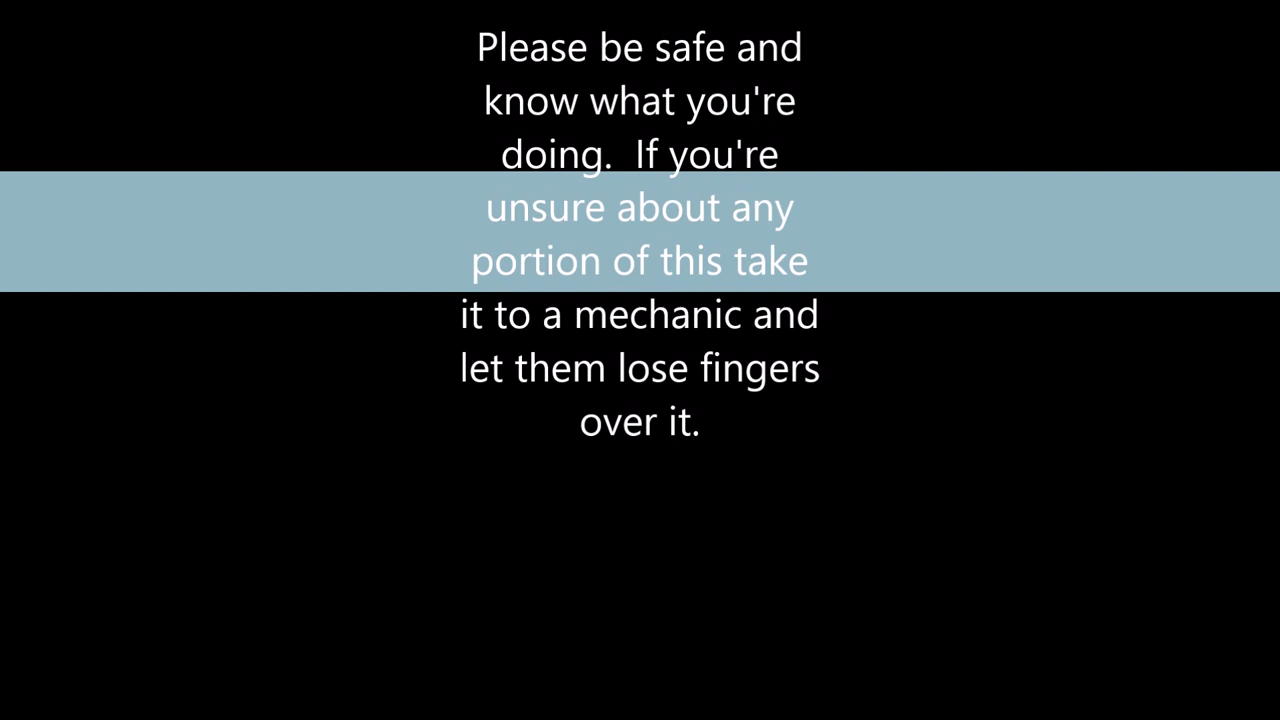 Please be safe and
know what you're
doing.  If you're
unsure about any
portion of this take
it to a mechanic and
let them lose fingers
over it.